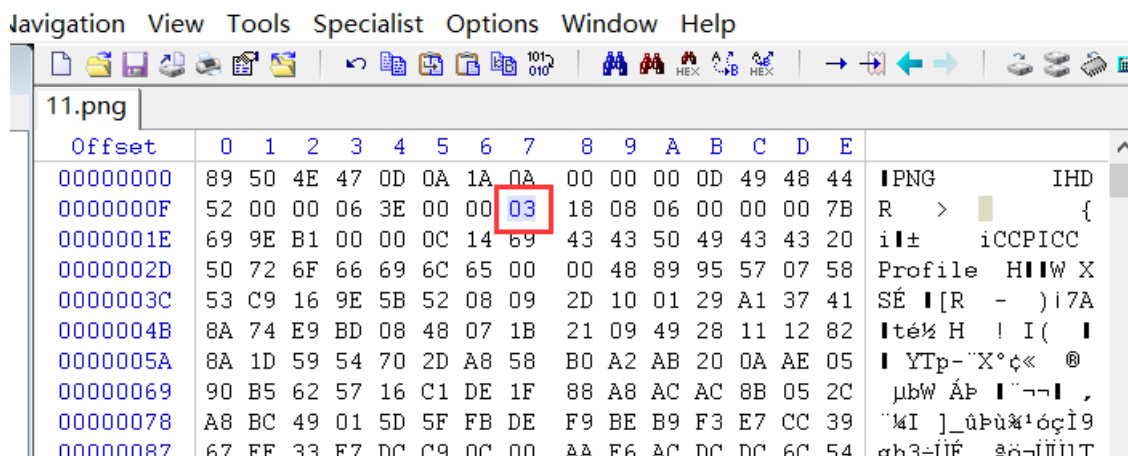 Navigation View Tools Specialist Options Window Help
11.png
Offset 0 1 2 3 4 5 6 7 8 9 A B C D E
00000000 89 50 4E 47 0D 0A 1A 0A 00 00 00 0D 49 48 44 PNG IHD
0000000F 52 00 00 06 3E 00 00 03 18 08 06 00 00 00 7B R > {
0000001E 69 9E B1 00 00 0C 14 69 43 43 50 49 43 43 20 i ± iCCPICC
0000002D 50 72 6F 66 69 6C 65 00 00 48 89 95 57 07 58 Profile H W X
0000003C 53 C9 16 9E 5B 52 08 09 2D 10 01 29 A1 37 41 SÉ [R - )¡7A
0000004B 8A 74 E9 BD 08 48 07 1B 21 09 49 28 11 12 82 té½ H ! I(
0000005A 8A 1D 59 54 70 2D A8 58 B0 A2 AB 20 0A AE 05 YTp-¨X°¢« ®
00000069 90 B5 62 57 16 C1 DE 1F 88 A8 AC AC 8B 05 2C µbW ÁÞ ¨¬¬ ,
00000078 A8 BC 49 01 5D 5F FB DE F9 BE B9 F3 E7 CC 39 ¨¼I ]_ûÞù¾¹óçÌ9
00000087